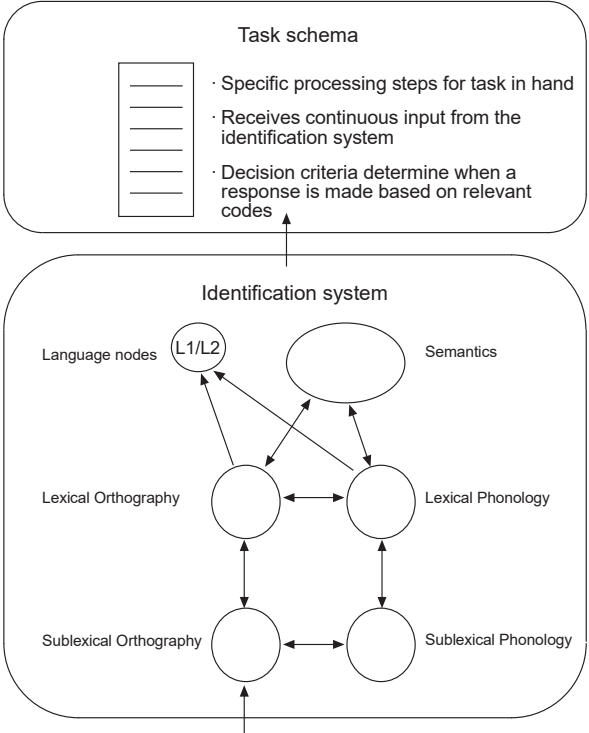 Task schema
· Specific processing steps for task in hand
· Receives continuous input from the
identification system
· Decision criteria determine when a
response is made based on relevant
codes
Identification system
Language nodes
L1/L2
Semantics
Lexical Orthography
Lexical Phonology
Sublexical Orthography
Sublexical Phonology